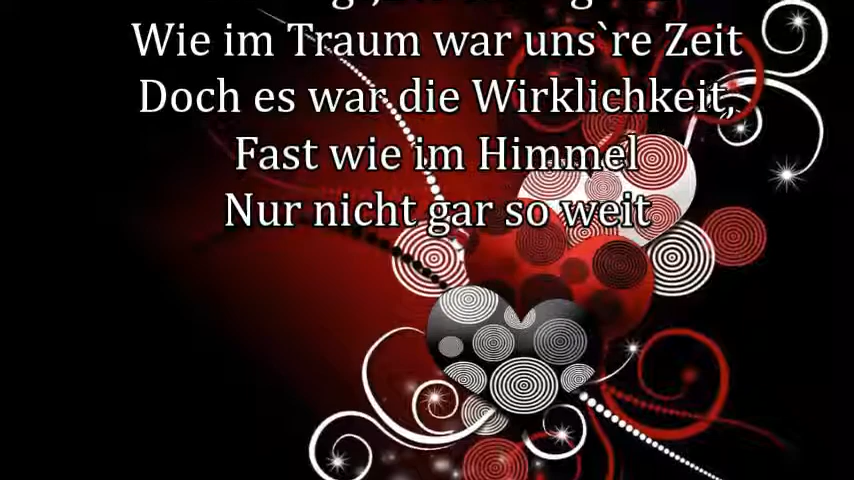 Wie im Traum war uns`re Zeit
Doch es war die Wirklichkeit,
Fast wie im Himmel
Nur nicht gar so weit